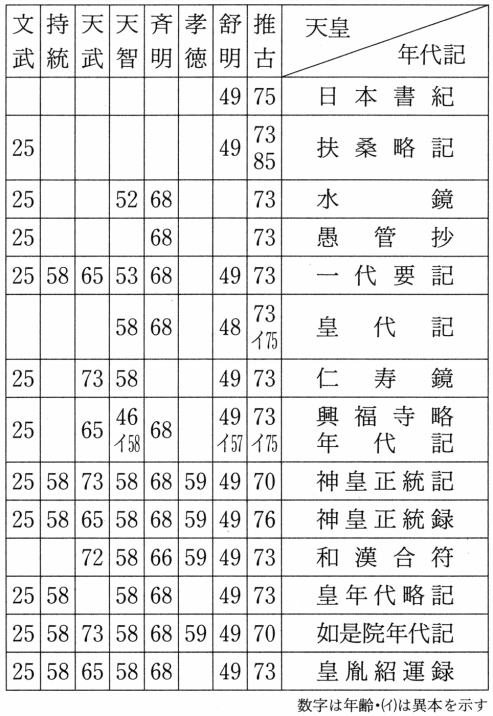 天皇 年代記 推古 舒明 孝徳 斉明 天智 天武 持統 文武
日本書紀 75 49
扶桑略記 73 85 49 25
水鏡 73 68 52 25
愚管抄 73 68 25
一代要記 73 49 68 53 65 58 25
皇代記 73 イ75 48 68 58
仁寿鏡 73 49 58 73 25
興福寺略年代記 73 イ75 49 イ57 68 46 イ58 65 25
神皇正統記 70 49 59 68 58 73 58 25
神皇正統録 76 49 59 68 58 65 58 25
和漢合符 73 49 59 66 58 72
皇年代略記 73 49 68 58 58 25
如是院年代記 70 49 59 68 58 73 58 25
皇胤紹運録 73 49 68 58 65 58 25
数字は年齢・(イ)は異本を示す